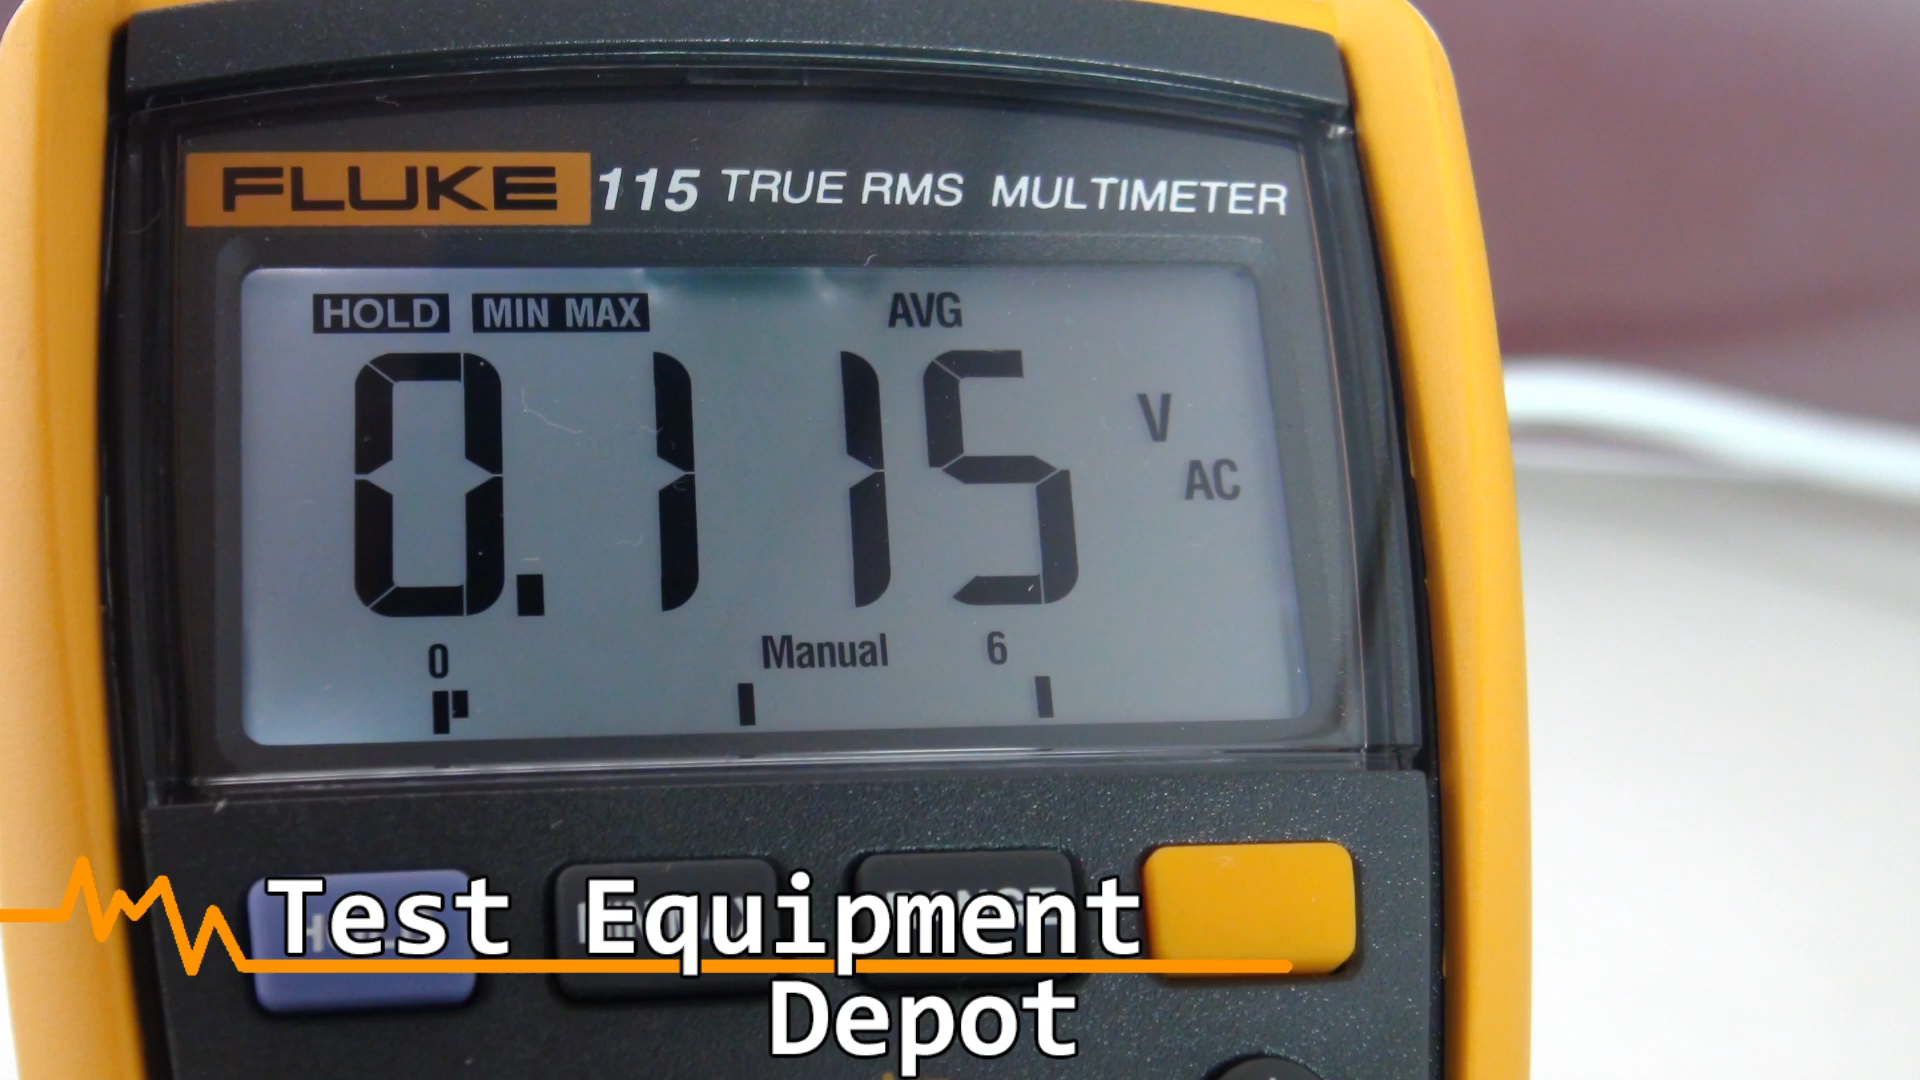 FLUKE 115 TRUE RMS MULTIMETER
HOLD MIN MAX AVG
0.115 V AC
0 Manual 6
Test Equipment
Depot